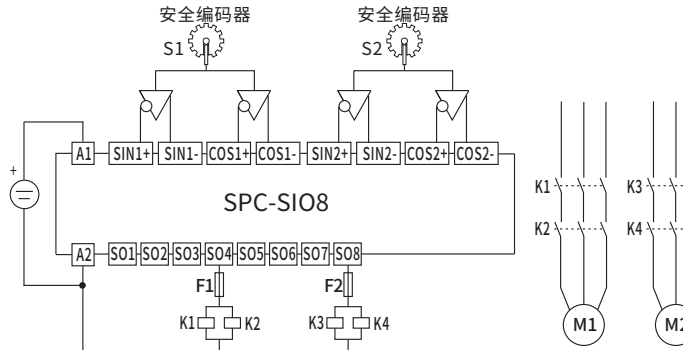 安全编码器 安全编码器
S1 S2
+
A1 SIN1+ SIN1- COS1+ COS1- SIN2+ SIN2- COS2+ COS2-
SPC-SIO8
A2 SO1 SO2 SO3 SO4 SO5 SO6 SO7 SO8
F1 F2
K1 K2 K3 K4
K1 K3
K2 K4
M1 M2